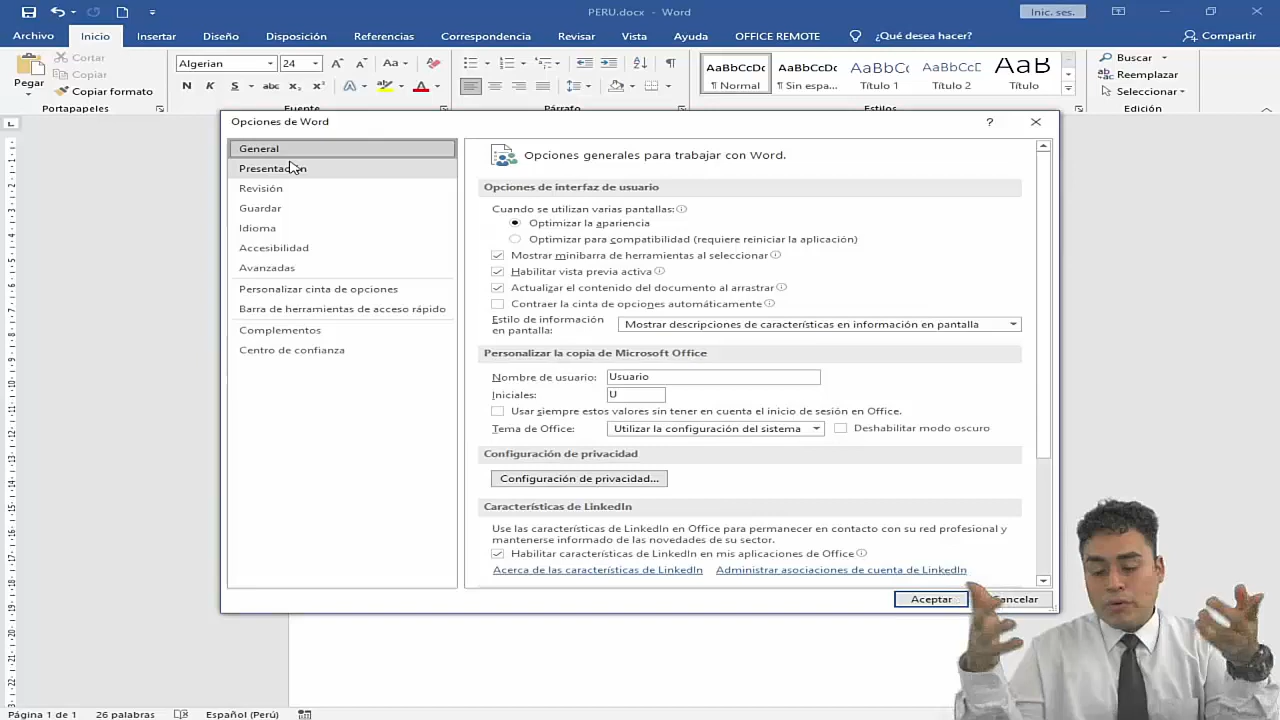 PERU.docx - Word
Inic. ses.
Archivo Inicio Insertar Diseño Disposición Referencias Correspondencia Revisar Vista Ayuda OFFICE REMOTE ¿Qué desea hacer? Compartir
Pegar
Cortar
Copiar
Copiar formato
Portapapeles
Algerian 24 Aa
N K S abc x₂ x² A A
Fuente
Párrafo
AaBbCcDc AaBbCcDc AaBbCc AaBbCcD AaBb
¶ Normal ¶ Sin espa... Título 1 Título 2 Título
Estilos
Buscar
Reemplazar
Seleccionar
Edición
Opciones de Word
General
Presentación
Revisión
Guardar
Idioma
Accesibilidad
Avanzadas
Personalizar cinta de opciones
Barra de herramientas de acceso rápido
Complementos
Centro de confianza
Opciones generales para trabajar con Word.
Opciones de interfaz de usuario
Cuando se utilizan varias pantallas:
Optimizar la apariencia
Optimizar para compatibilidad (requiere reiniciar la aplicación)
Mostrar minibarra de herramientas al seleccionar
Habilitar vista previa activa
Actualizar el contenido del documento al arrastrar
Contraer la cinta de opciones automáticamente
Estilo de información
en pantalla:
Mostrar descripciones de características en información en pantalla
Personalizar la copia de Microsoft Office
Nombre de usuario: Usuario
Iniciales: U
Usar siempre estos valores sin tener en cuenta el inicio de sesión en Office.
Tema de Office: Utilizar la configuración del sistema Deshabilitar modo oscuro
Configuración de privacidad
Configuración de privacidad...
Características de LinkedIn
Use las características de LinkedIn en Office para permanecer en contacto con su red profesional y
mantenerse informado de las novedades de su sector.
Habilitar características de LinkedIn en mis aplicaciones de Office
Acerca de las características de LinkedIn Administrar asociaciones de cuenta de LinkedIn
Aceptar Cancelar
Página 1 de 1 26 palabras Español (Perú)